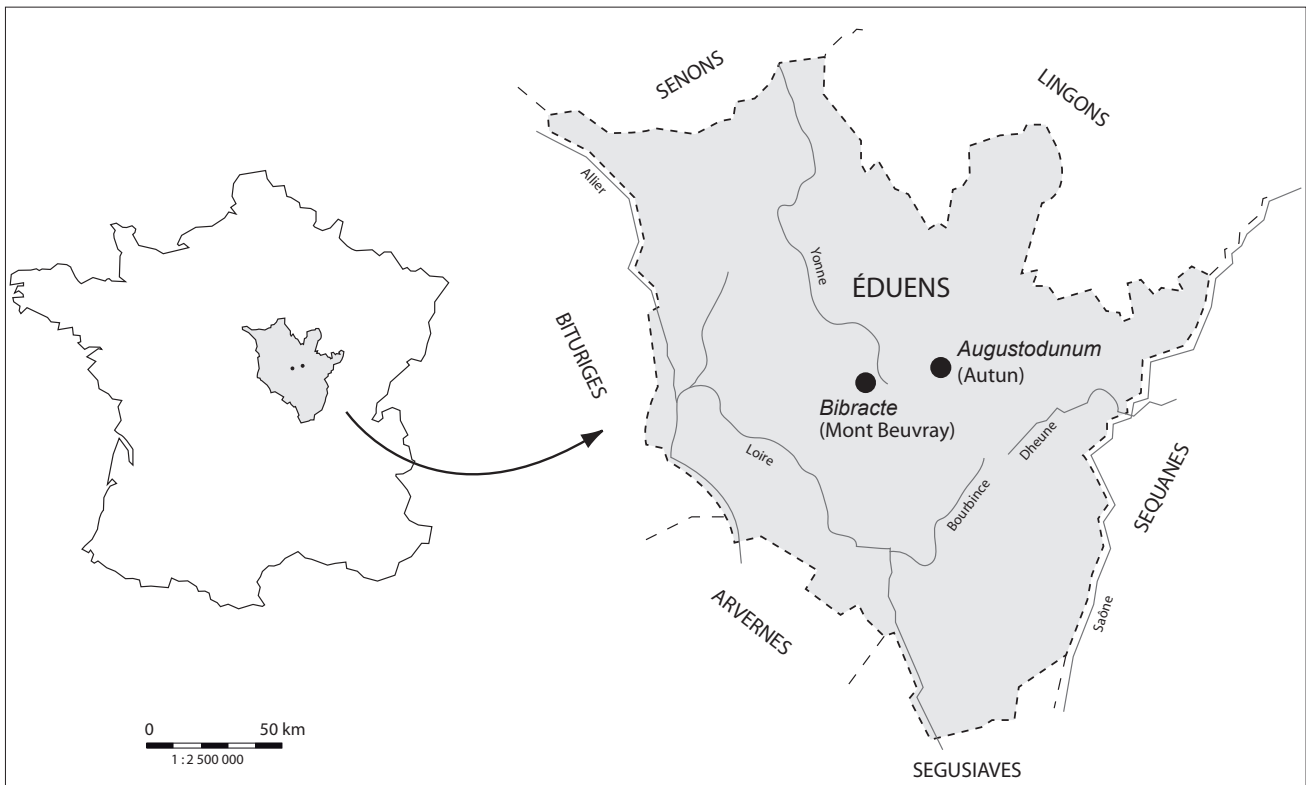 SENONS
LINGONS
Allier
Yonne
ÉDUENS
BITURIGES
Augustodunum
(Autun)
Bibracte
(Mont Beuvray)
Dheune
Loire
Bourbince
SEQUANES
ARVERNES
Saône
0 50 km
1 : 2 500 000
SEGUSIAVES